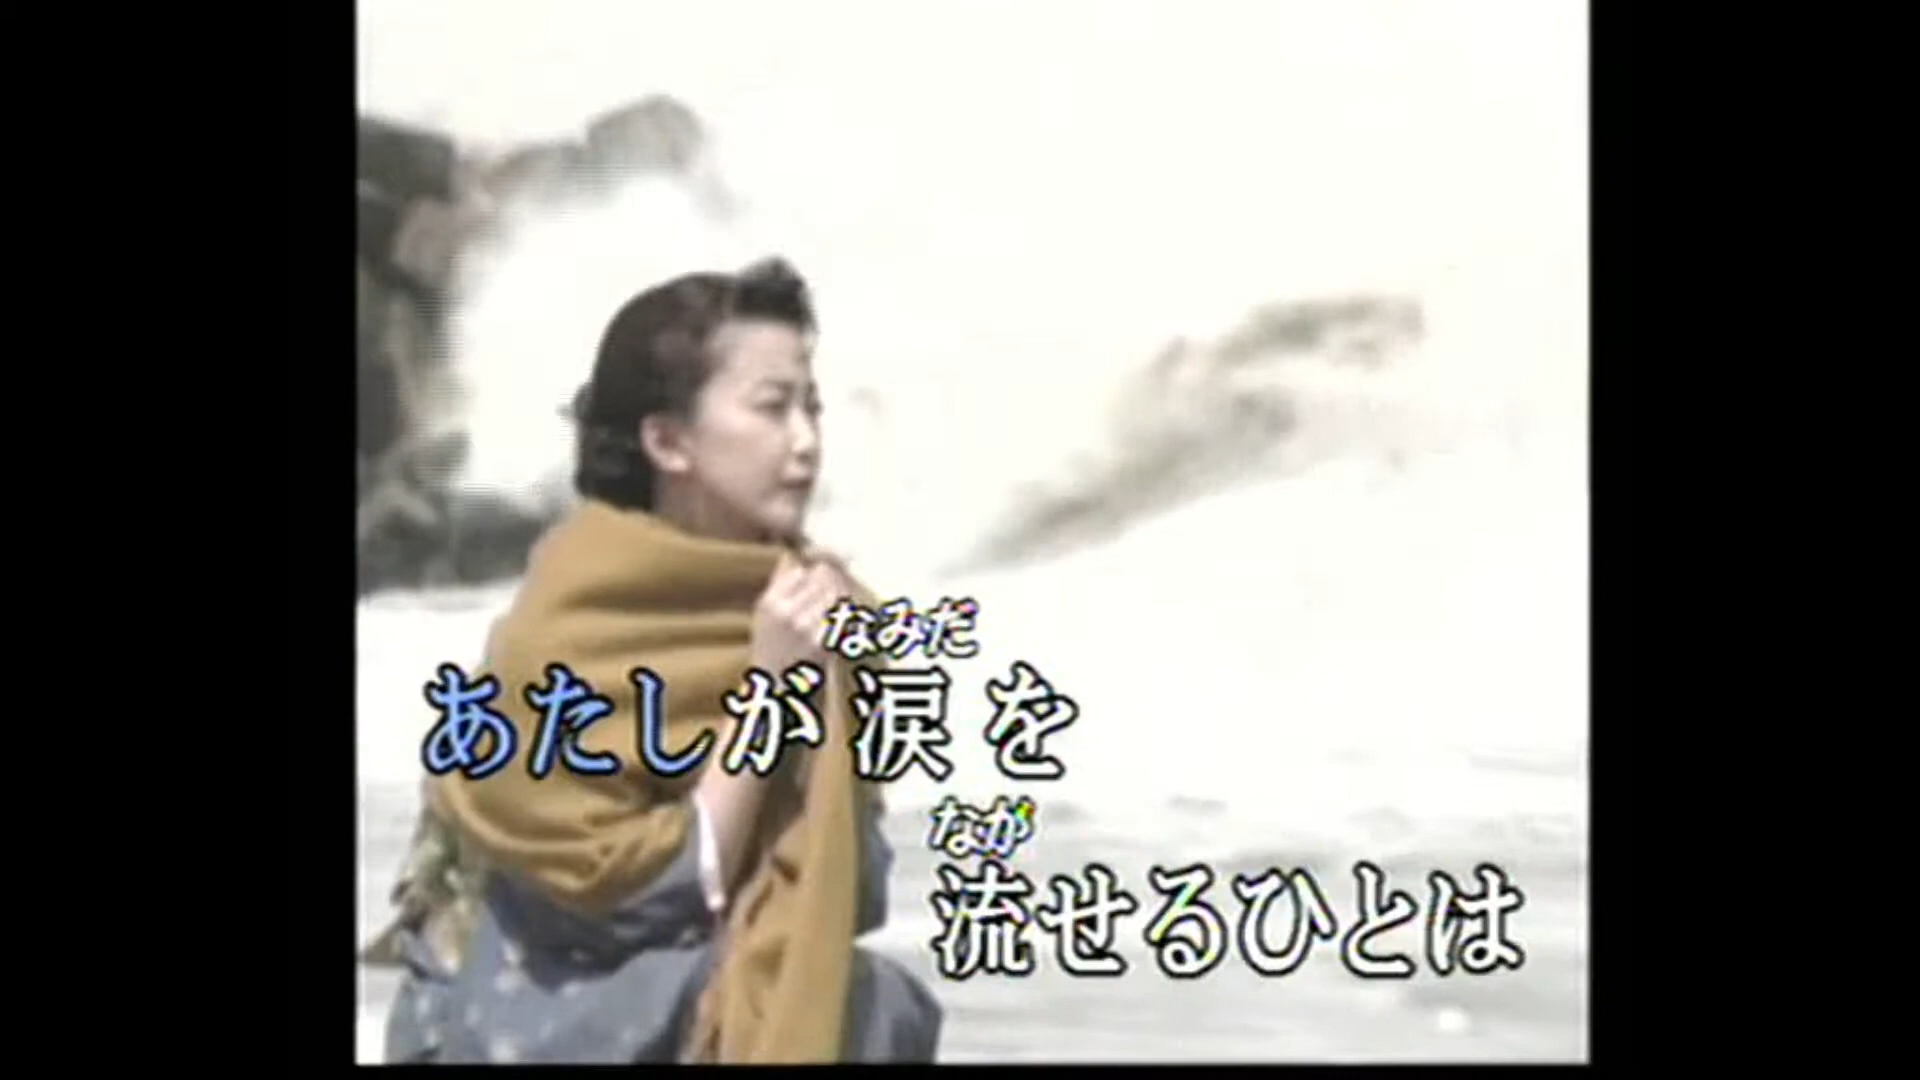 なみだ
あたしが涙を
なが
流せるひとは